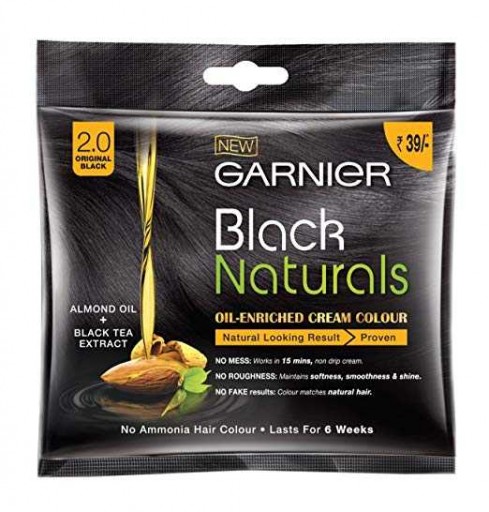 2.0
ORIGINAL
BLACK
NEW
₹ 39/-
GARNIER
Black
Naturals
OIL-ENRICHED CREAM COLOUR
Natural Looking Result > Proven
ALMOND OIL
+
BLACK TEA
EXTRACT
NO MESS: Works in 15 mins, non drip cream.
NO ROUGHNESS: Maintains softness, smoothness & shine.
NO FAKE results: Colour matches natural hair.
No Ammonia Hair Colour • Lasts For 6 Weeks